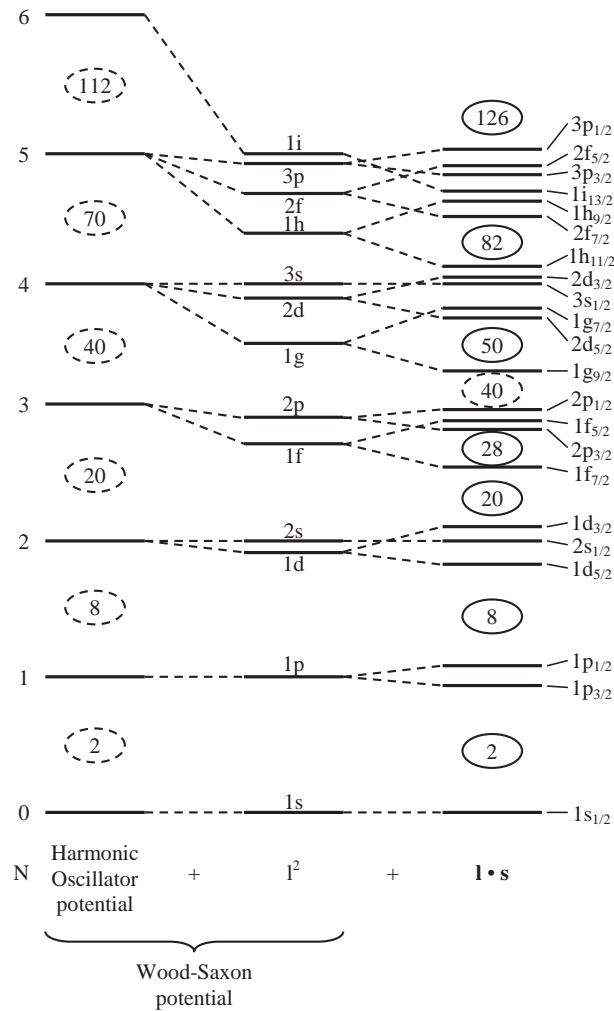 6
112
126
3p1/2
1i
5
2f5/2
3p
3p3/2
1i13/2
2f
1h9/2
70
1h
2f7/2
82
1h11/2
4
3s
2d3/2
3s1/2
2d
1g7/2
40
50
2d5/2
1g
1g9/2
40
2p1/2
3
2p
1f5/2
28
2p3/2
1f
1f7/2
20
20
1d3/2
2
2s
2s1/2
1d
1d5/2
8
8
1p1/2
1
1p
1p3/2
2
2
0
1s
1s1/2
N
Harmonic
Oscillator
potential
+
l²
+
l • s
Wood-Saxon
potential